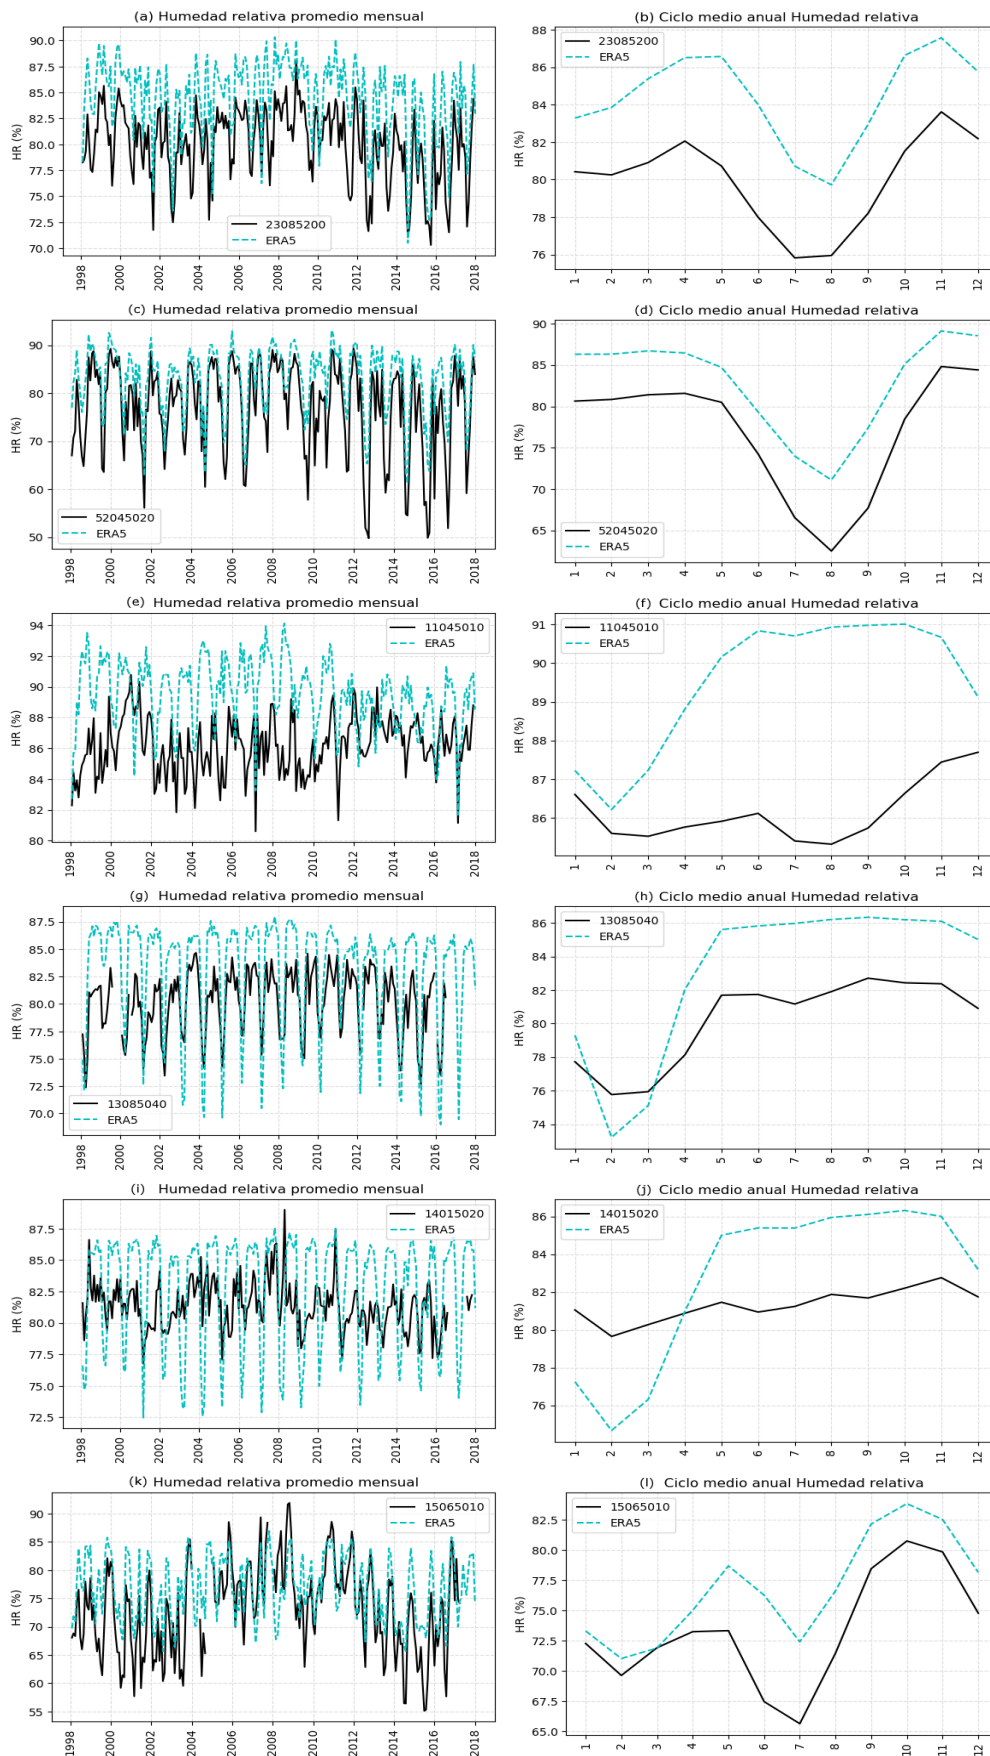 (a) Humedad relativa promedio mensual
HR (%)
90.0
87.5
85.0
82.5
80.0
77.5
75.0
72.5
70.0
23085200
ERA5
1998 2000 2002 2004 2006 2008 2010 2012 2014 2016 2018
(b) Ciclo medio anual Humedad relativa
HR (%)
88
86
84
82
80
78
76
23085200
ERA5
1 2 3 4 5 6 7 8 9 10 11 12
(c) Humedad relativa promedio mensual
HR (%)
90
80
70
60
50
52045020
ERA5
1998 2000 2002 2004 2006 2008 2010 2012 2014 2016 2018
(d) Ciclo medio anual Humedad relativa
HR (%)
90
85
80
75
70
65
52045020
ERA5
1 2 3 4 5 6 7 8 9 10 11 12
(e) Humedad relativa promedio mensual
HR (%)
94
92
90
88
86
84
82
80
11045010
ERA5
1998 2000 2002 2004 2006 2008 2010 2012 2014 2016 2018
(f) Ciclo medio anual Humedad relativa
HR (%)
91
90
89
88
87
86
11045010
ERA5
1 2 3 4 5 6 7 8 9 10 11 12
(g) Humedad relativa promedio mensual
HR (%)
87.5
85.0
82.5
80.0
77.5
75.0
72.5
70.0
13085040
ERA5
1998 2000 2002 2004 2006 2008 2010 2012 2014 2016 2018
(h) Ciclo medio anual Humedad relativa
HR (%)
86
84
82
80
78
76
74
13085040
ERA5
1 2 3 4 5 6 7 8 9 10 11 12
(i) Humedad relativa promedio mensual
HR (%)
87.5
85.0
82.5
80.0
77.5
75.0
72.5
14015020
ERA5
1998 2000 2002 2004 2006 2008 2010 2012 2014 2016 2018
(j) Ciclo medio anual Humedad relativa
HR (%)
86
84
82
80
78
76
14015020
ERA5
1 2 3 4 5 6 7 8 9 10 11 12
(k) Humedad relativa promedio mensual
HR (%)
90
85
80
75
70
65
60
55
15065010
ERA5
1998 2000 2002 2004 2006 2008 2010 2012 2014 2016 2018
(l) Ciclo medio anual Humedad relativa
HR (%)
82.5
80.0
77.5
75.0
72.5
70.0
67.5
65.0
15065010
ERA5
1 2 3 4 5 6 7 8 9 10 11 12